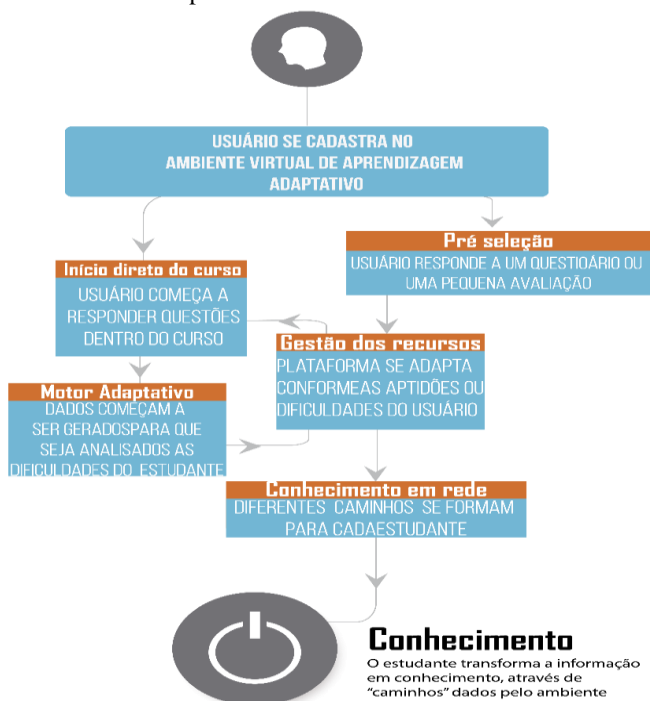 USUÁRIO SE CADASTRA NO
AMBIENTE VIRTUAL DE APRENDIZAGEM
ADAPTATIVO
Pré seleção
USUÁRIO RESPONDE A UM QUESTIOÁRIO OU
UMA PEQUENA AVALIAÇÃO
Início direto do curso
USUÁRIO COMEÇA A
RESPONDER QUESTÕES
DENTRO DO CURSO
Gestão dos recursos
PLATAFORMA SE ADAPTA
CONFORMEAS APTIDÕES OU
DIFICULDADES DO USUÁRIO
Motor Adaptativo
DADOS COMEÇAM A
SER GERADOSPARA QUE
SEJA ANALISADOS AS
DIFICULDADES DO ESTUDANTE
Conhecimento em rede
DIFERENTES CAMINHOS SE FORMAM
PARA CADAESTUDANTE
Conhecimento
O estudante transforma a informação
em conhecimento, através de
"caminhos" dados pelo ambiente